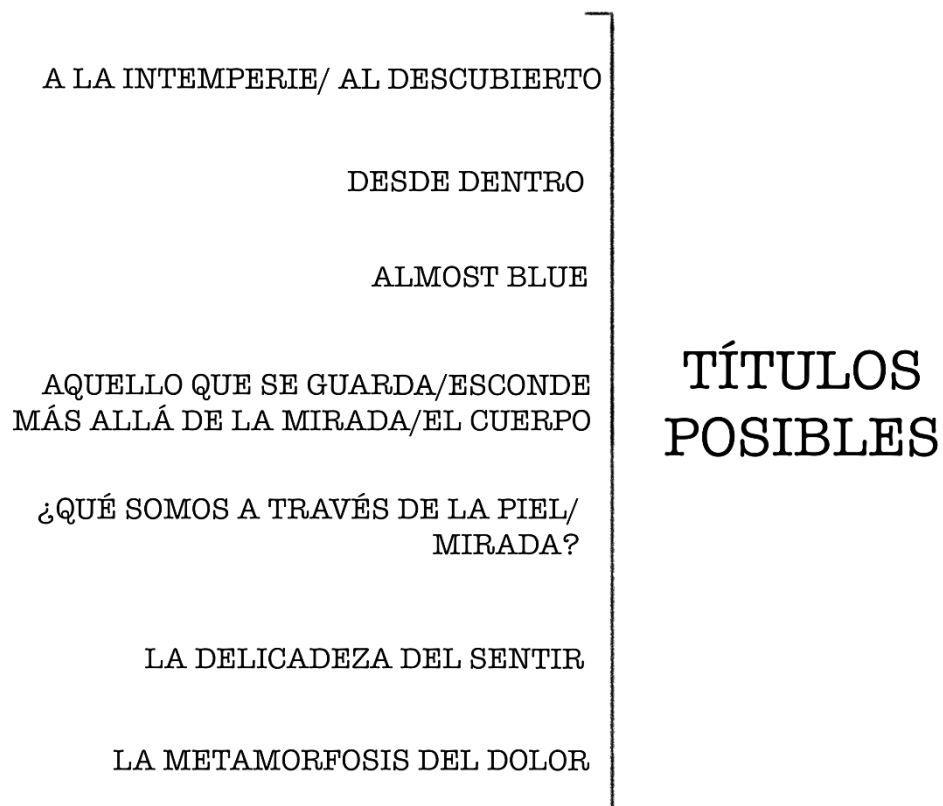 A LA INTEMPERIE/ AL DESCUBIERTO
DESDE DENTRO
ALMOST BLUE
AQUELLO QUE SE GUARDA/ESCONDE
MÁS ALLÁ DE LA MIRADA/EL CUERPO
¿QUÉ SOMOS A TRAVÉS DE LA PIEL/
MIRADA?
LA DELICADEZA DEL SENTIR
LA METAMORFOSIS DEL DOLOR
TÍTULOS
POSIBLES